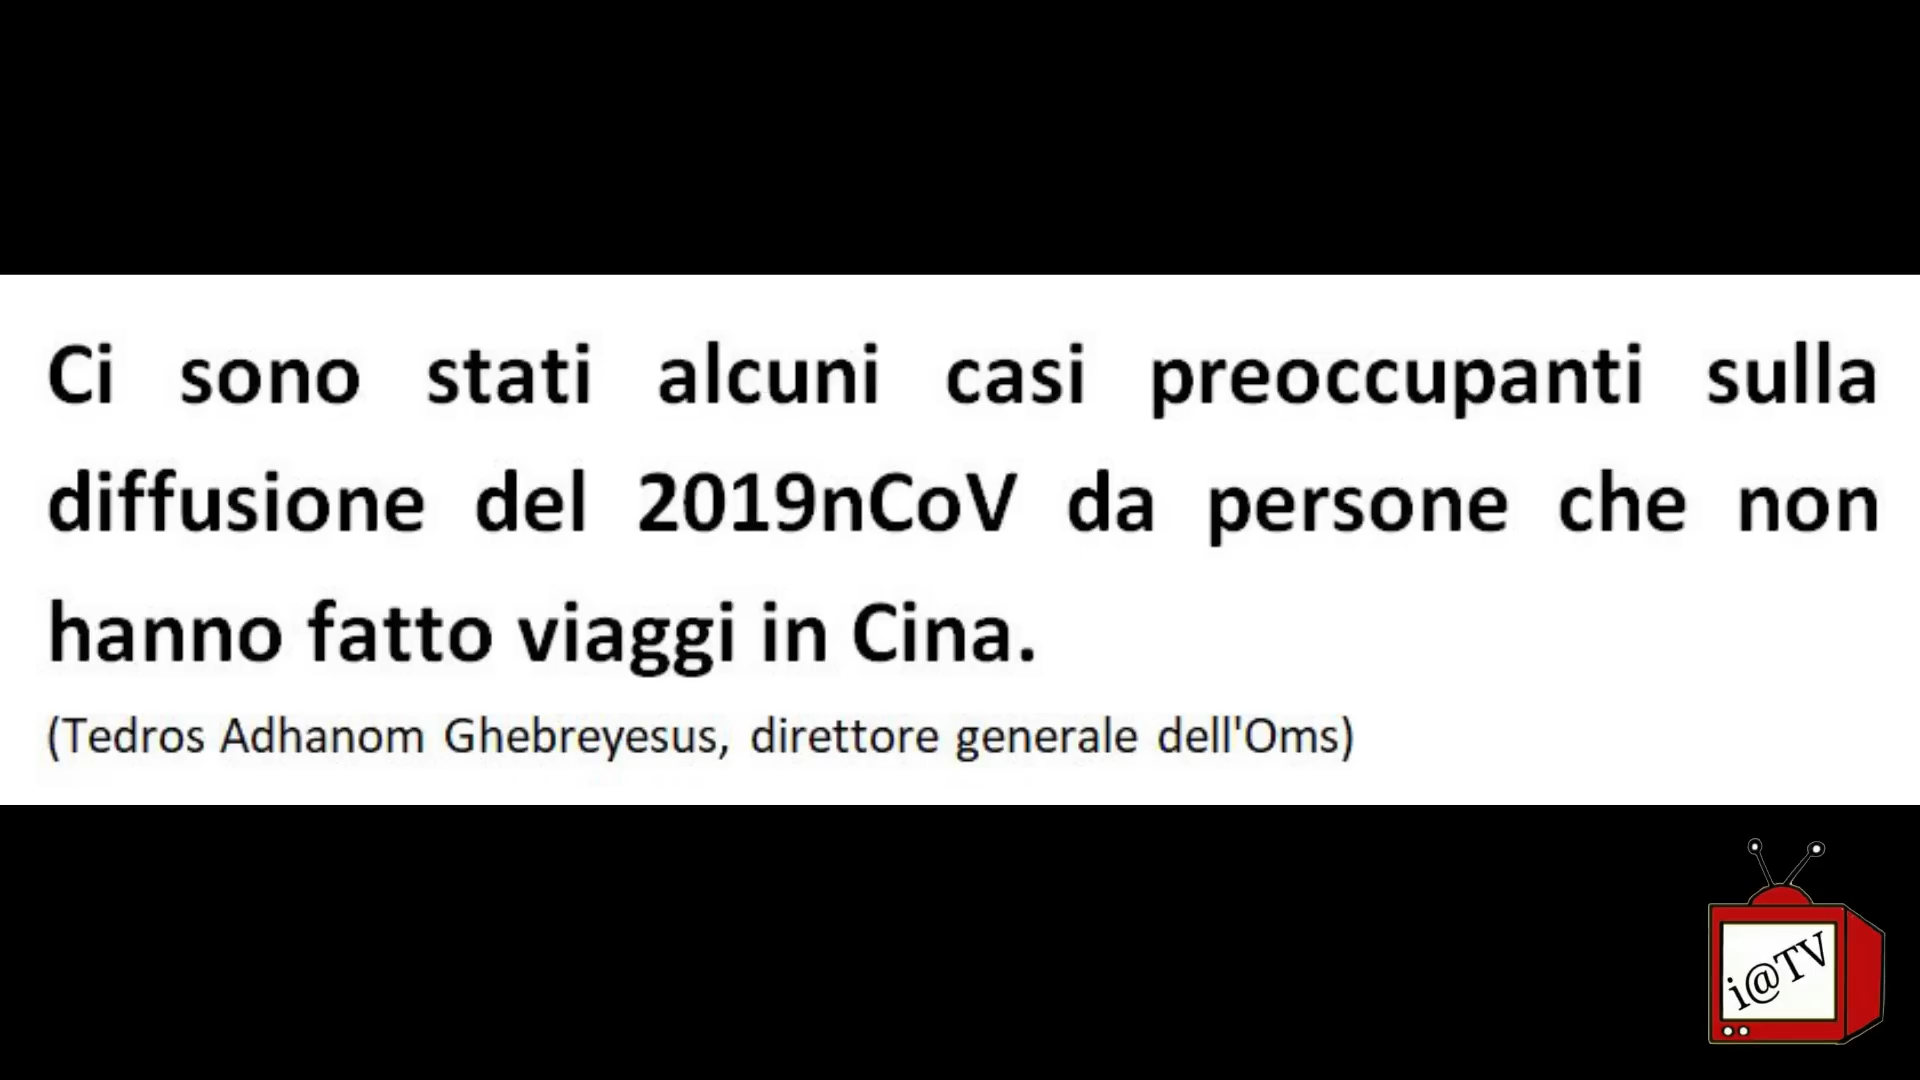 Ci sono stati alcuni casi preoccupanti sulla
diffusione del 2019nCoV da persone che non
hanno fatto viaggi in Cina.
(Tedros Adhanom Ghebreyesus, direttore generale dell'Oms)
i@TV